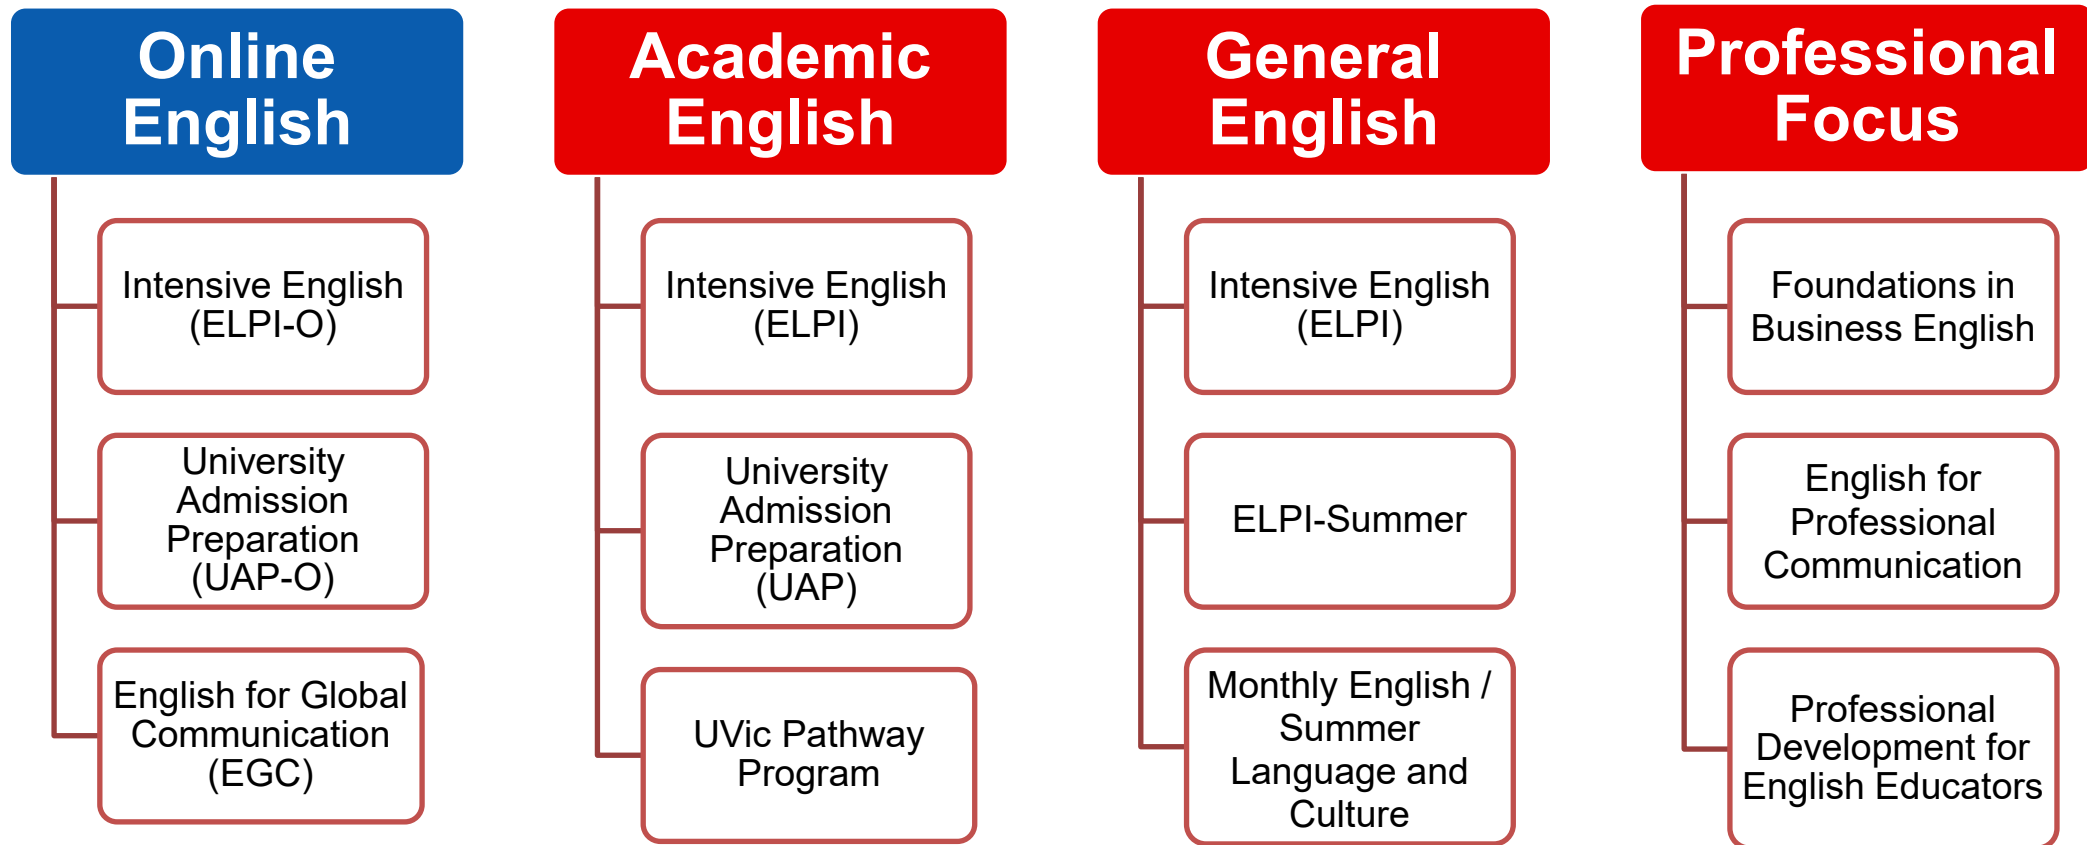 Online
English
Intensive English
(ELPI-O)
University
Admission
Preparation
(UAP-O)
English for Global
Communication
(EGC)
Academic
English
Intensive English
(ELPI)
University
Admission
Preparation
(UAP)
UVic Pathway
Program
General
English
Intensive English
(ELPI)
ELPI-Summer
Monthly English /
Summer
Language and
Culture
Professional
Focus
Foundations in
Business English
English for
Professional
Communication
Professional
Development for
English Educators